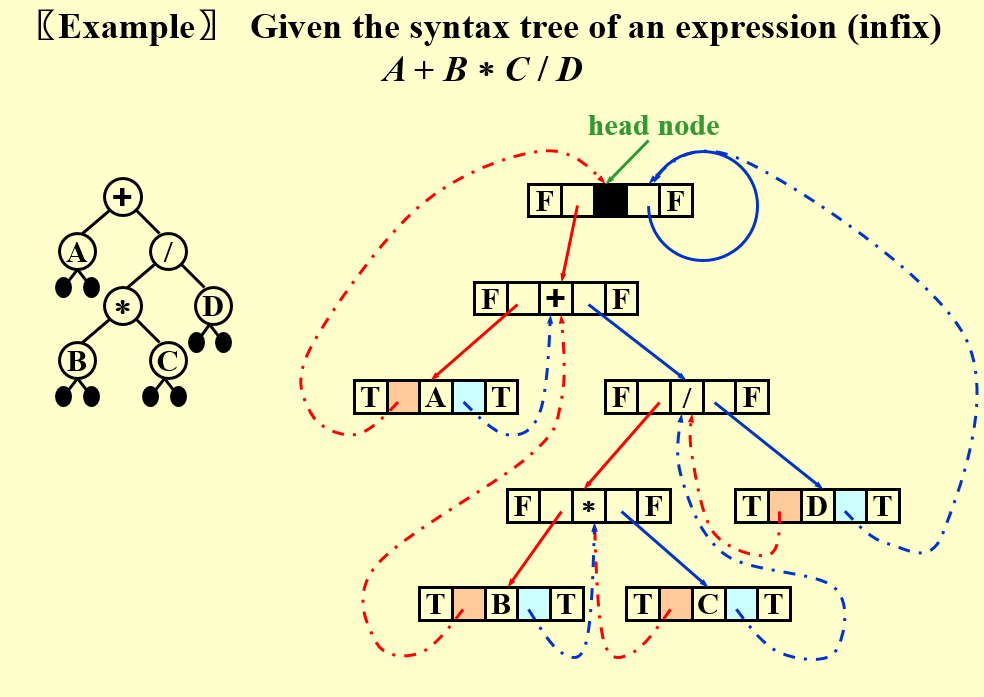 〖Example〗 Given the syntax tree of an expression (infix)
A + B ∗ C / D
head node
F F
+
F + F
A /
∗ D
T A T F / F
B C
F ∗ F T D T
T B T T C T